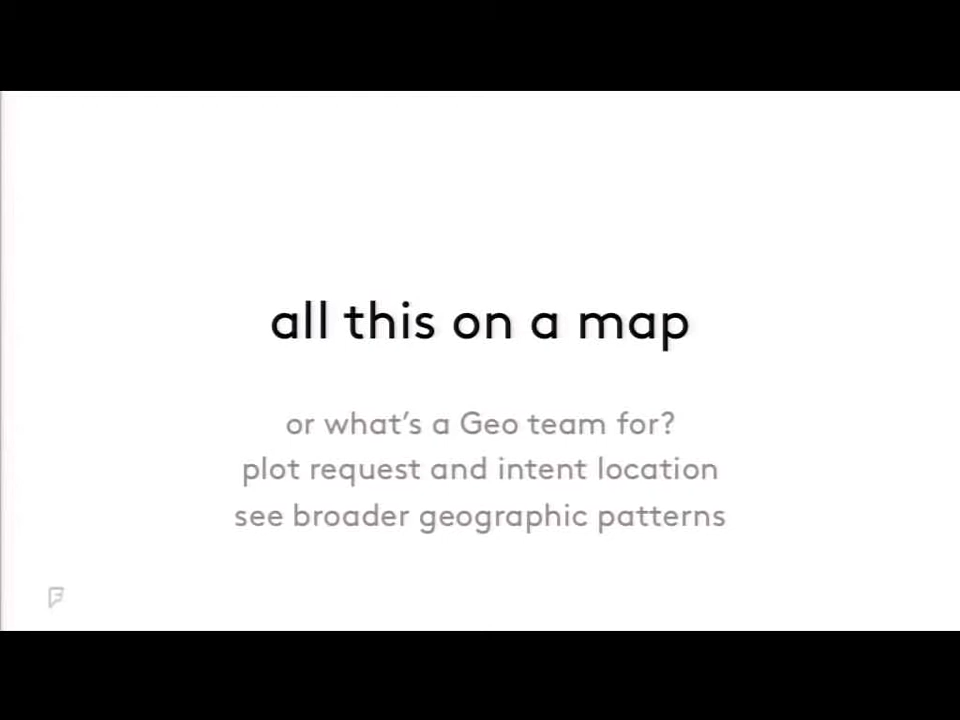 all this on a map
or what's a Geo team for?
plot request and intent location
see broader geographic patterns